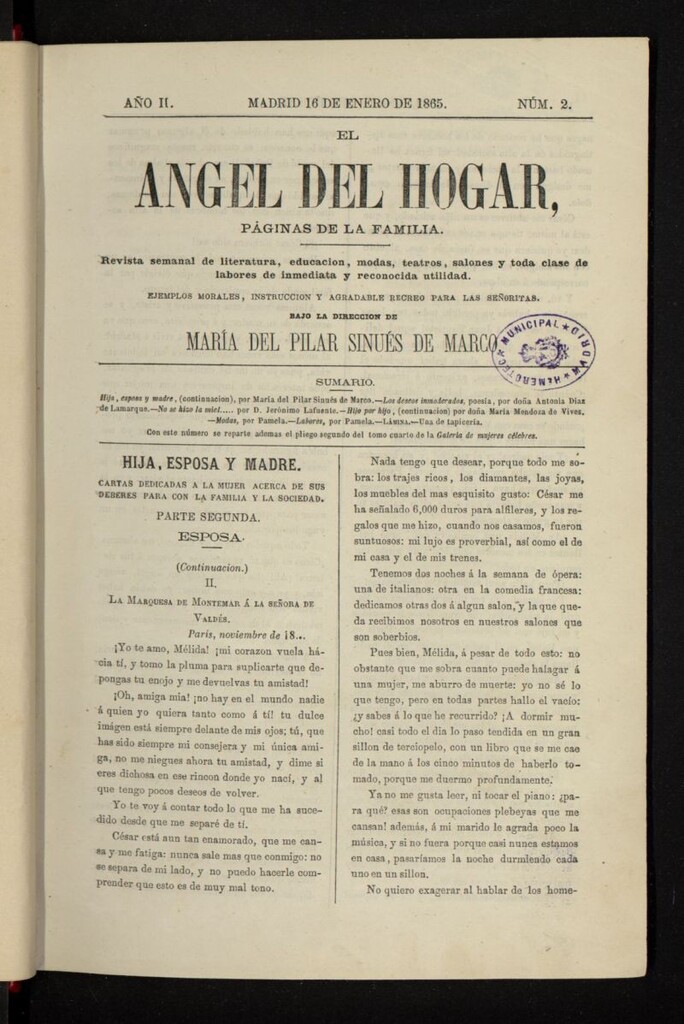 AÑO II. MADRID 16 DE ENERO DE 1865. NÚM. 2.
EL
ANGEL DEL HOGAR,
PÁGINAS DE LA FAMILIA.
Revista semanal de literatura, educacion, modas, teatros, salones y toda clase de
labores de inmediata y reconocida utilidad.
EJEMPLOS MORALES, INSTRUCCION Y AGRADABLE RECREO PARA LAS SEÑORITAS.
BAJO LA DIRECCION DE
MARÍA DEL PILAR SINUÉS DE MARCO
HEMEROTECA MUNICIPAL ★ MADRID ★
SUMARIO.
Hija, esposa y madre, (continuacion), por María del Pilar Sinués de Marco.—Los deseos inmoderados, poesia, por doña Antonia Diaz
de Lamarque.—No se hizo la miel..... por D. Jerónimo Lafuente.—Hijo por hijo, (continuacion) por doña María Mendoza de Vives.
—Modas, por Pamela.—Labores, por Pamela.—LÁMINA.—Una de tapicería.
Con este número se reparte ademas el pliego segundo del tomo cuarto de la Galería de mujeres célebres.
HIJA, ESPOSA Y MADRE.
CARTAS DEDICADAS A LA MUJER ACERCA DE SUS
DEBERES PARA CON LA FAMILIA Y LA SOCIEDAD.
PARTE SEGUNDA.
ESPOSA.
(Continuacion.)
II.
LA MARQUESA DE MONTEMAR Á LA SEÑORA DE
VALDÉS.
Paris, noviembre de 18...
¡Yo te amo, Mélida! ¡mi corazon vuela há-
cia tí, y tomo la pluma para suplicarte que de-
pongas tu enojo y me devuelvas tu amistad!
¡Oh, amiga mia! ¡no hay en el mundo nadie
á quien yo quiera tanto como á tí! tu dulce
imágen está siempre delante de mis ojos; tú, que
has sido siempre mi consejera y mi única ami-
ga, no me niegues ahora tu amistad, y dime si
eres dichosa en ese rincon donde yo nací, y al
que tengo pocos deseos de volver.
Yo te voy á contar todo lo que me ha suce-
dido desde que me separé de tí.
César está aun tan enamorado, que me can-
sa y me fatiga: nunca sale mas que conmigo: no
se separa de mi lado, y no puedo hacerle com-
prender que esto es de muy mal tono.
Nada tengo que desear, porque todo me so-
bra: los trajes ricos, los diamantes, las joyas,
los muebles del mas esquisito gusto: César me
ha señalado 6,000 duros para alfileres, y los re-
galos que me hizo, cuando nos casamos, fueron
suntuosos: mi lujo es proverbial, así como el de
mi casa y el de mis trenes.
Tenemos dos noches á la semana de ópera:
una de italianos: otra en la comedia francesa:
dedicamos otras dos á algun salon, y la que que-
da recibimos nosotros en nuestros salones que
son soberbios.
Pues bien, Mélida, á pesar de todo esto: no
obstante que me sobra cuanto puede halagar á
una mujer, me aburro de muerte: yo no sé lo
que tengo, pero en todas partes hallo el vacío:
¿y sabes á lo que he recurrido? ¡A dormir mu-
cho! casi todo el dia lo paso tendida en un gran
sillon de terciopelo, con un libro que se me cae
de la mano á los cinco minutos de haberlo to-
mado, porque me duermo profundamente.
Ya no me gusta leer, ni tocar el piano: ¿pa-
ra qué? esas son ocupaciones plebeyas que me
cansan! además, á mi marido le agrada poco la
música, y si no fuera porque casi nunca estamos
en casa, pasaríamos la noche durmiendo cada
uno en un sillon.
No quiero exagerar al hablar de los home-